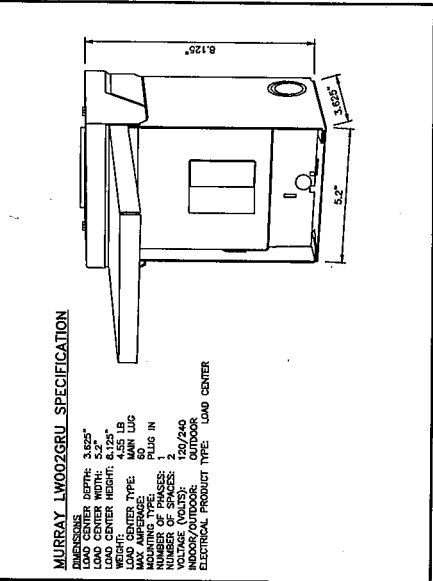 MURRAY LW002GRU SPECIFICATION
DIMENSIONS
LOAD CENTER DEPTH: 3.625"
LOAD CENTER WIDTH: 5.2"
LOAD CENTER HEIGHT: 8.125"
WEIGHT: 4.55 LB
LOAD CENTER TYPE: MAIN LUG
MAX AMPERAGE: 60
MOUNTING TYPE: PLUG IN
NUMBER OF PHASES: 1
NUMBER OF SPACES: 2
VOLTAGE (VOLTS): 120/240
INDOOR/OUTDOOR: OUTDOOR
ELECTRICAL PRODUCT TYPE: LOAD CENTER
8.125"
5.2"
3.625"